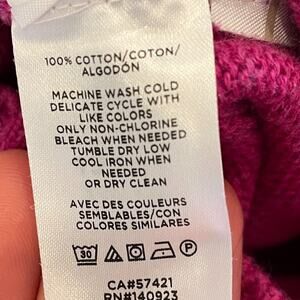 100% COTTON/COTON/
ALGODÓN
MACHINE WASH COLD
DELICATE CYCLE WITH
LIKE COLORS
ONLY NON-CHLORINE
BLEACH WHEN NEEDED
TUMBLE DRY LOW
COOL IRON WHEN
NEEDED
OR DRY CLEAN
AVEC DES COULEURS
SEMBLABLES/CON
COLORES SIMILARES
30
CA#57421
RN#140923